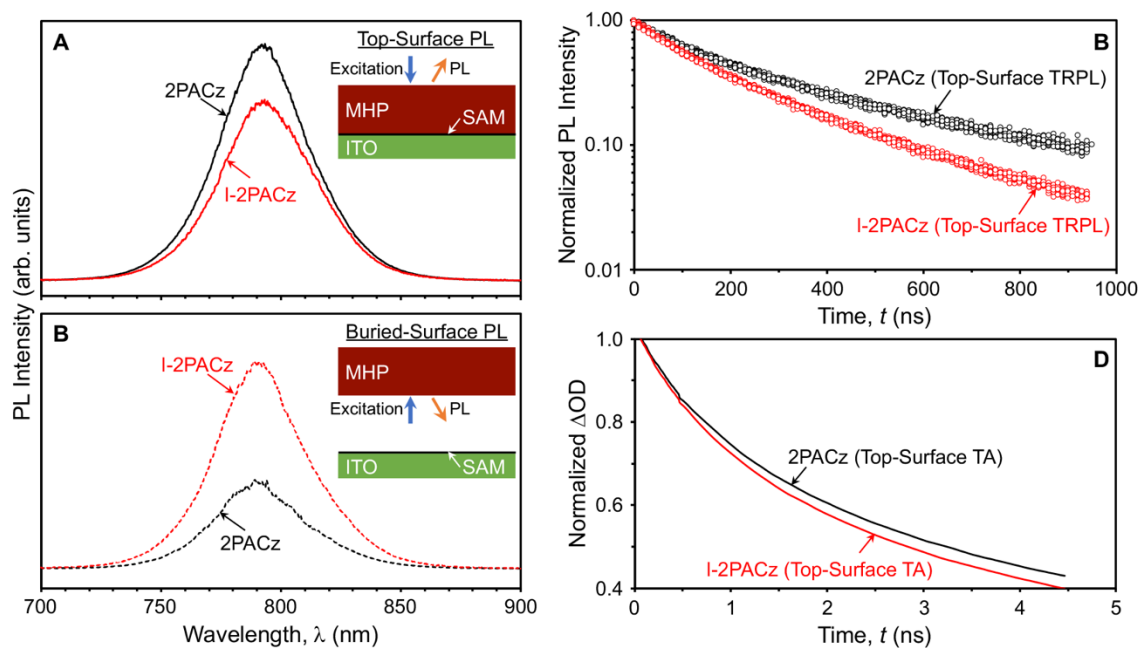 PL Intensity (arb. units)
A
2PACz
I-2PACz
Top-Surface PL
Excitation
PL
MHP
SAM
ITO
B
I-2PACz
2PACz
Buried-Surface PL
MHP
Excitation
PL
ITO
SAM
700 750 800 850 900
Wavelength, λ (nm)
Normalized PL Intensity
1.00
0.10
0.01
B
2PACz (Top-Surface TRPL)
I-2PACz (Top-Surface TRPL)
0 200 400 600 800 1000
Time, t (ns)
Normalized ΔOD
1.0
0.8
0.6
0.4
D
2PACz (Top-Surface TA)
I-2PACz (Top-Surface TA)
0 1 2 3 4 5
Time, t (ns)